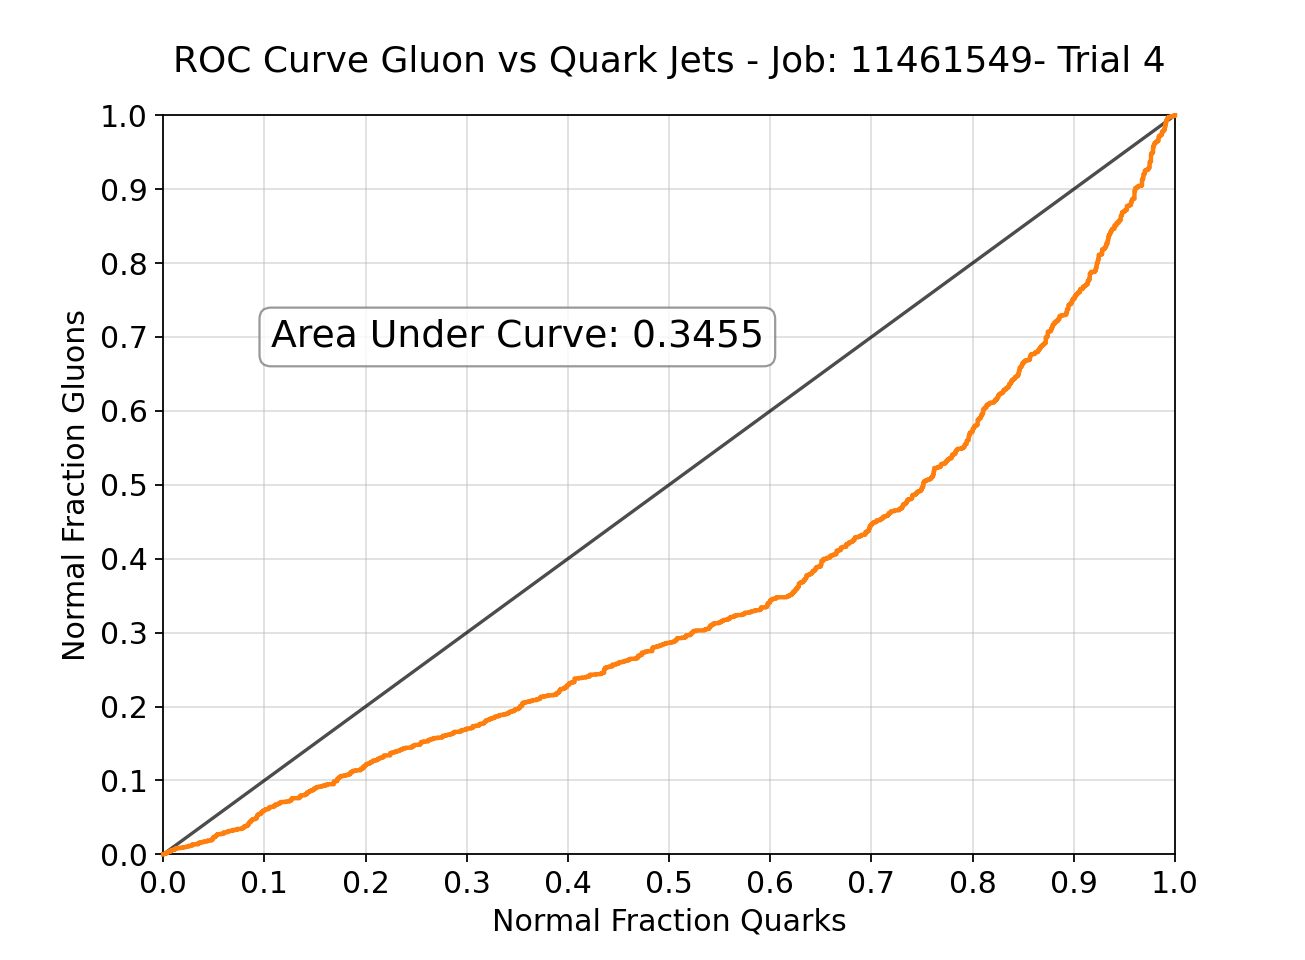 ROC Curve Gluon vs Quark Jets - Job: 11461549- Trial 4
1.0
0.9
0.8
0.7
0.6
0.5
0.4
0.3
0.2
0.1
0.0
Normal Fraction Gluons
Area Under Curve: 0.3455
0.0 0.1 0.2 0.3 0.4 0.5 0.6 0.7 0.8 0.9 1.0
Normal Fraction Quarks